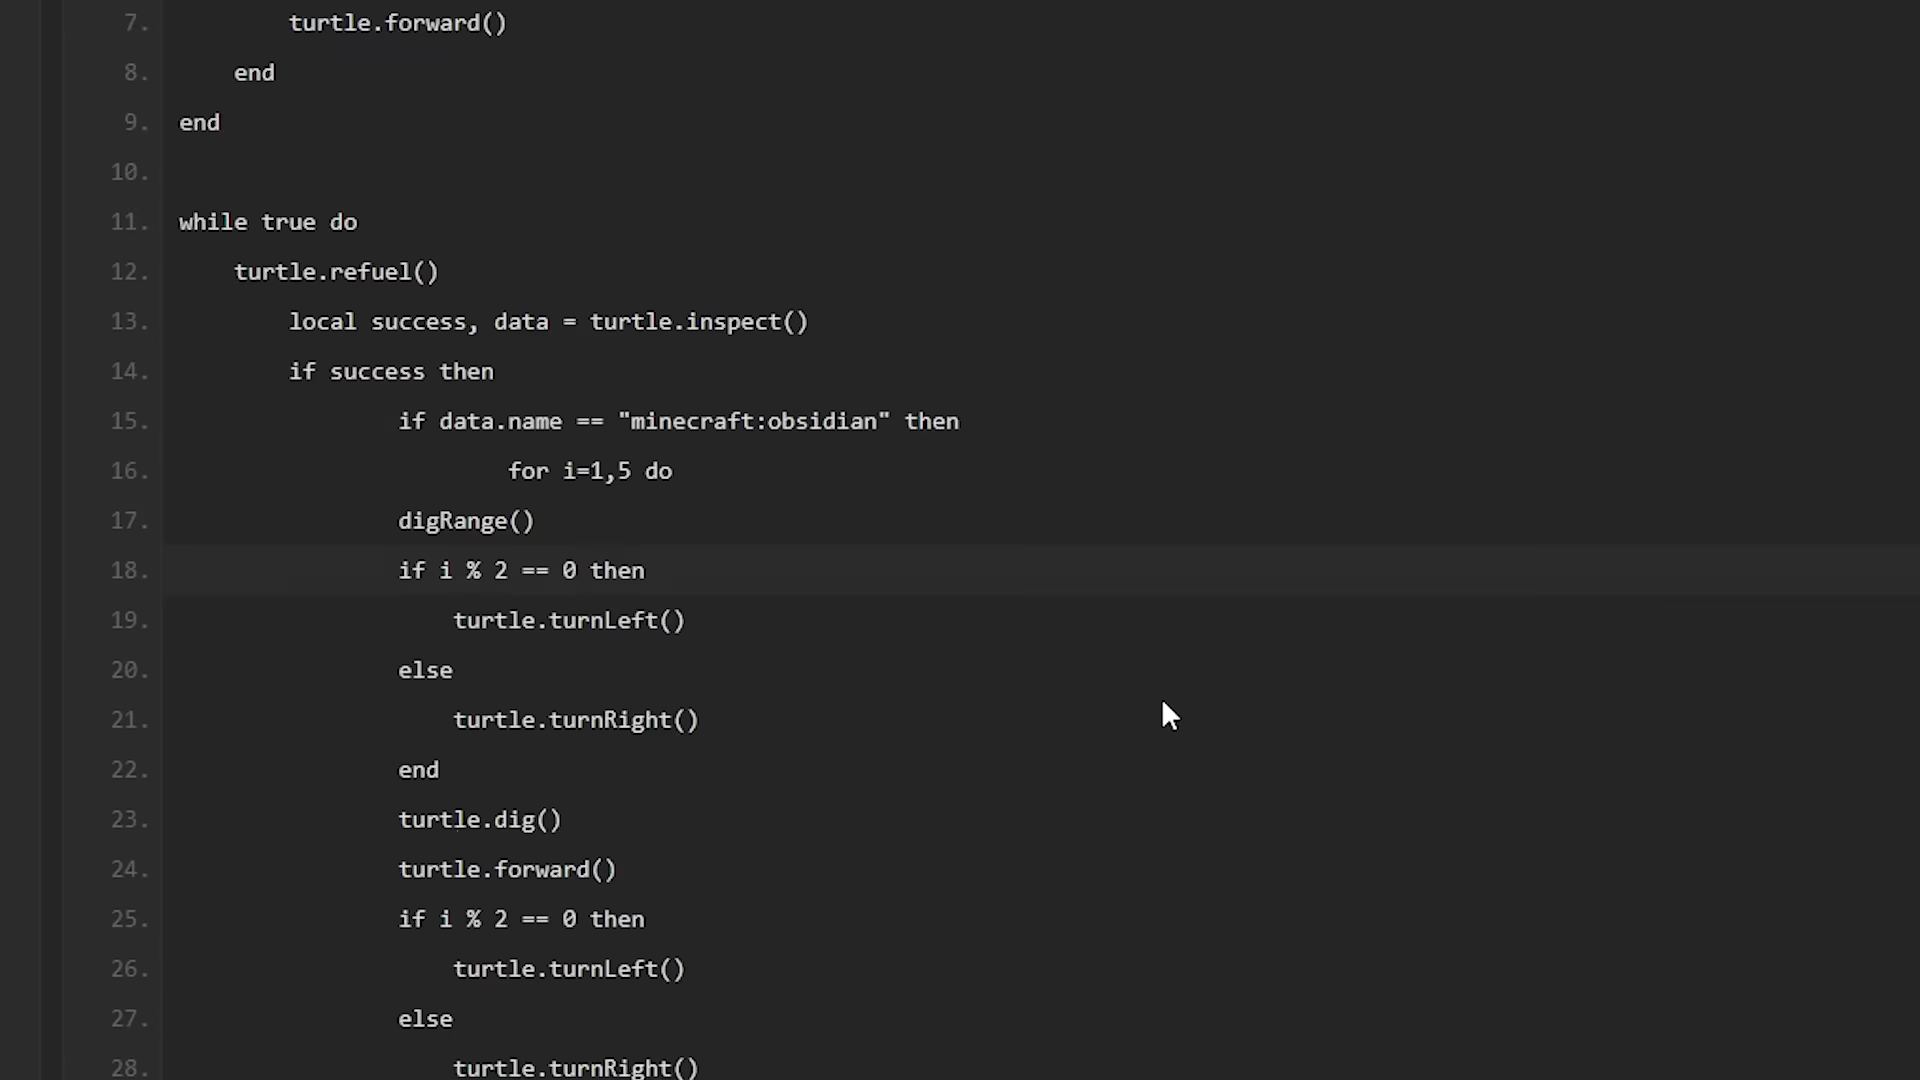 7. turtle.forward()
8. end
9. end
10.
11. while true do
12. turtle.refuel()
13. local success, data = turtle.inspect()
14. if success then
15. if data.name == "minecraft:obsidian" then
16. for i=1,5 do
17. digRange()
18. if i % 2 == 0 then
19. turtle.turnLeft()
20. else
21. turtle.turnRight()
22. end
23. turtle.dig()
24. turtle.forward()
25. if i % 2 == 0 then
26. turtle.turnLeft()
27. else
28. turtle.turnRight()